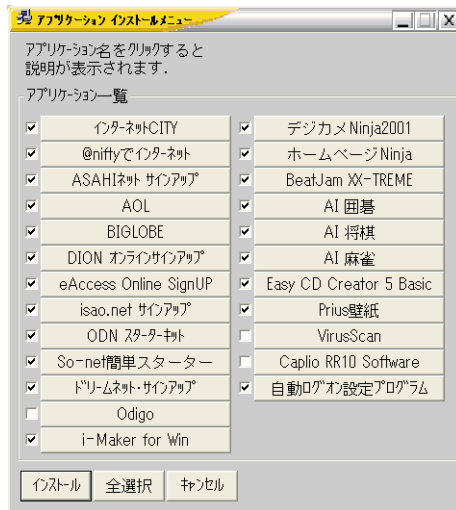 アプリケーション インストールメニュー
アプリケーション名をクリックすると
説明が表示されます.
アプリケーション一覧
インターネットCITY
@niftyでインターネット
ASAHIネット サインアップ
AOL
BIGLOBE
DION オンラインサインアップ
eAccess Online SignUP
isao.net サインアップ
ODN スターターキット
So-net簡単スターター
ドリームネット・サインアップ
Odigo
i-Maker for Win
デジカメNinja2001
ホームページNinja
BeatJam XX-TREME
AI 囲碁
AI 将棋
AI 麻雀
Easy CD Creator 5 Basic
Prius壁紙
VirusScan
Caplio RR10 Software
自動ログオン設定プログラム
インストール
全選択
キャンセル